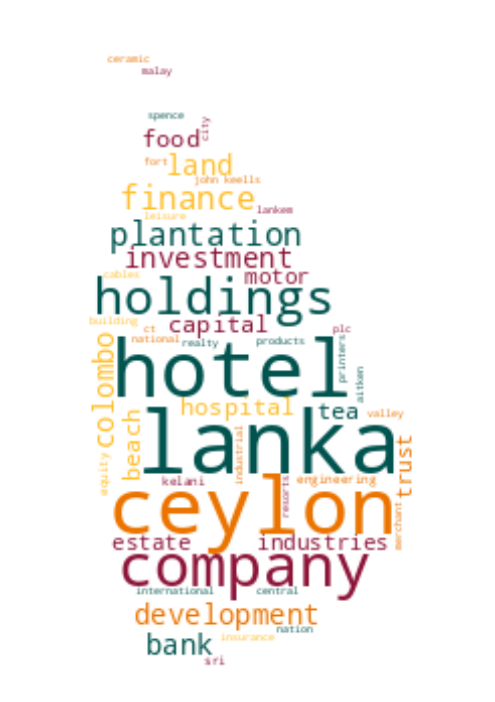 ceramic
malay
spence
city
food
fort
land
john keells
finance
leisure
lankem
plantation
investment
cables
motor
holdings
building
ct
capital
plc
national
realty
products
printers
colombo
hotel
aitken
hospital
tea
valley
beach
lanka
industrial
trust
equity
kelani
resorts
engineering
merchant
ceylon
estate
industries
company
international
central
development
nation
bank
insurance
sri